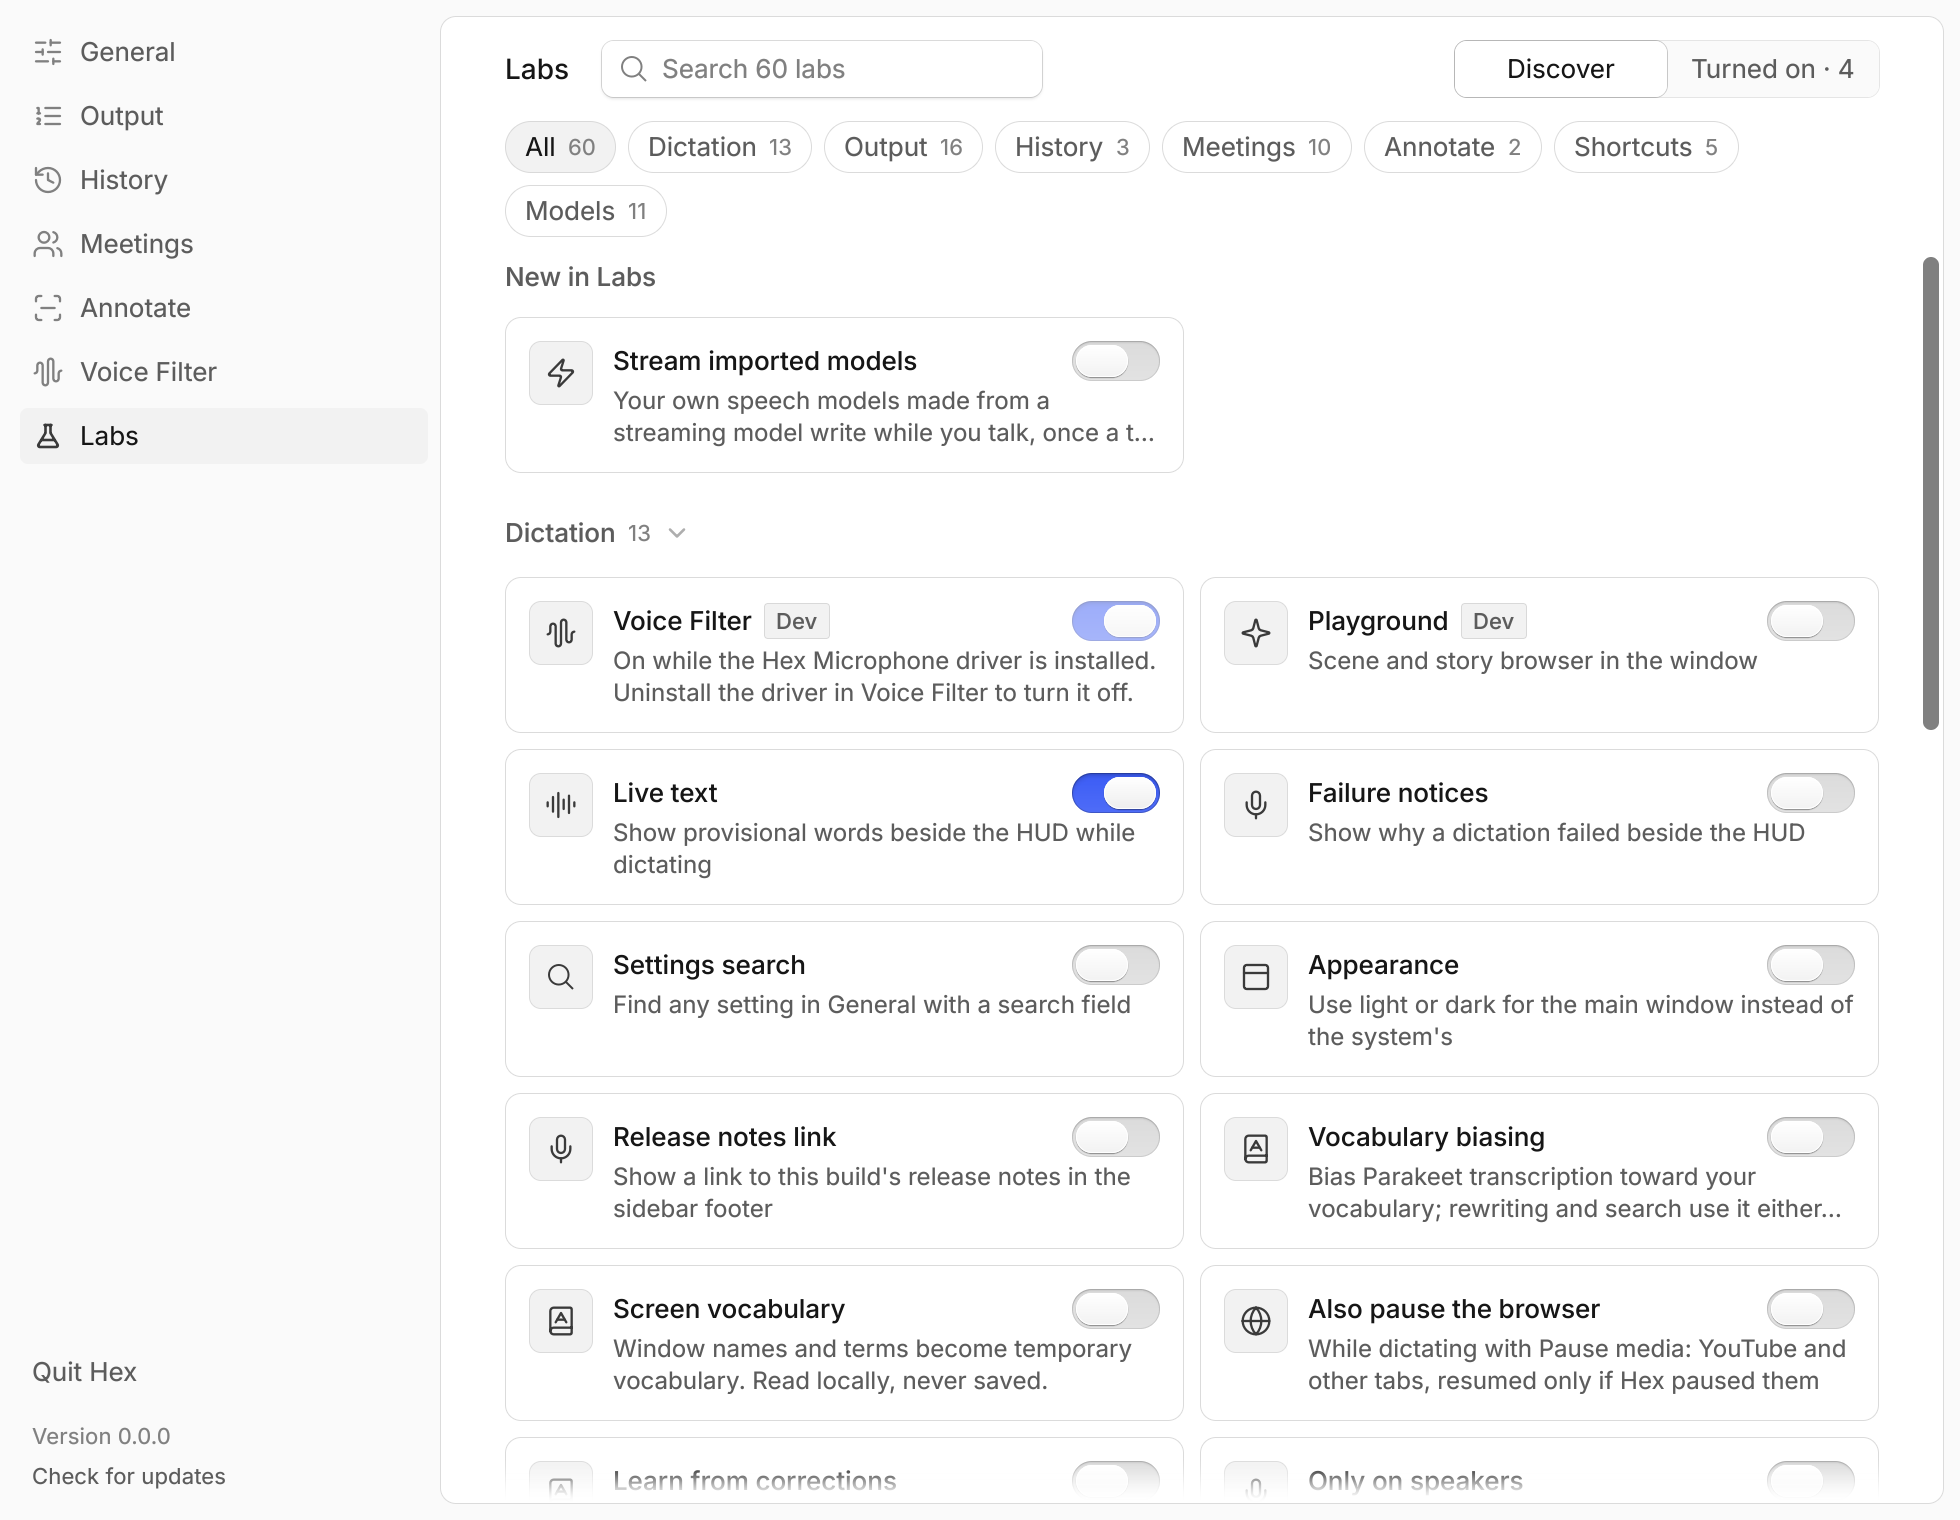 General
Output
History
Meetings
Annotate
Voice Filter
Labs
Quit Hex
Version 0.0.0
Check for updates
Labs
Search 60 labs
Discover
Turned on · 4
All 60
Dictation 13
Output 16
History 3
Meetings 10
Annotate 2
Shortcuts 5
Models 11
New in Labs
Stream imported models
Your own speech models made from a
streaming model write while you talk, once a t...
Dictation 13
Voice Filter Dev
On while the Hex Microphone driver is installed.
Uninstall the driver in Voice Filter to turn it off.
Playground Dev
Scene and story browser in the window
Live text
Show provisional words beside the HUD while
dictating
Failure notices
Show why a dictation failed beside the HUD
Settings search
Find any setting in General with a search field
Appearance
Use light or dark for the main window instead of
the system's
Release notes link
Show a link to this build's release notes in the
sidebar footer
Vocabulary biasing
Bias Parakeet transcription toward your
vocabulary; rewriting and search use it either...
Screen vocabulary
Window names and terms become temporary
vocabulary. Read locally, never saved.
Also pause the browser
While dictating with Pause media: YouTube and
other tabs, resumed only if Hex paused them
Learn from corrections
Only on speakers